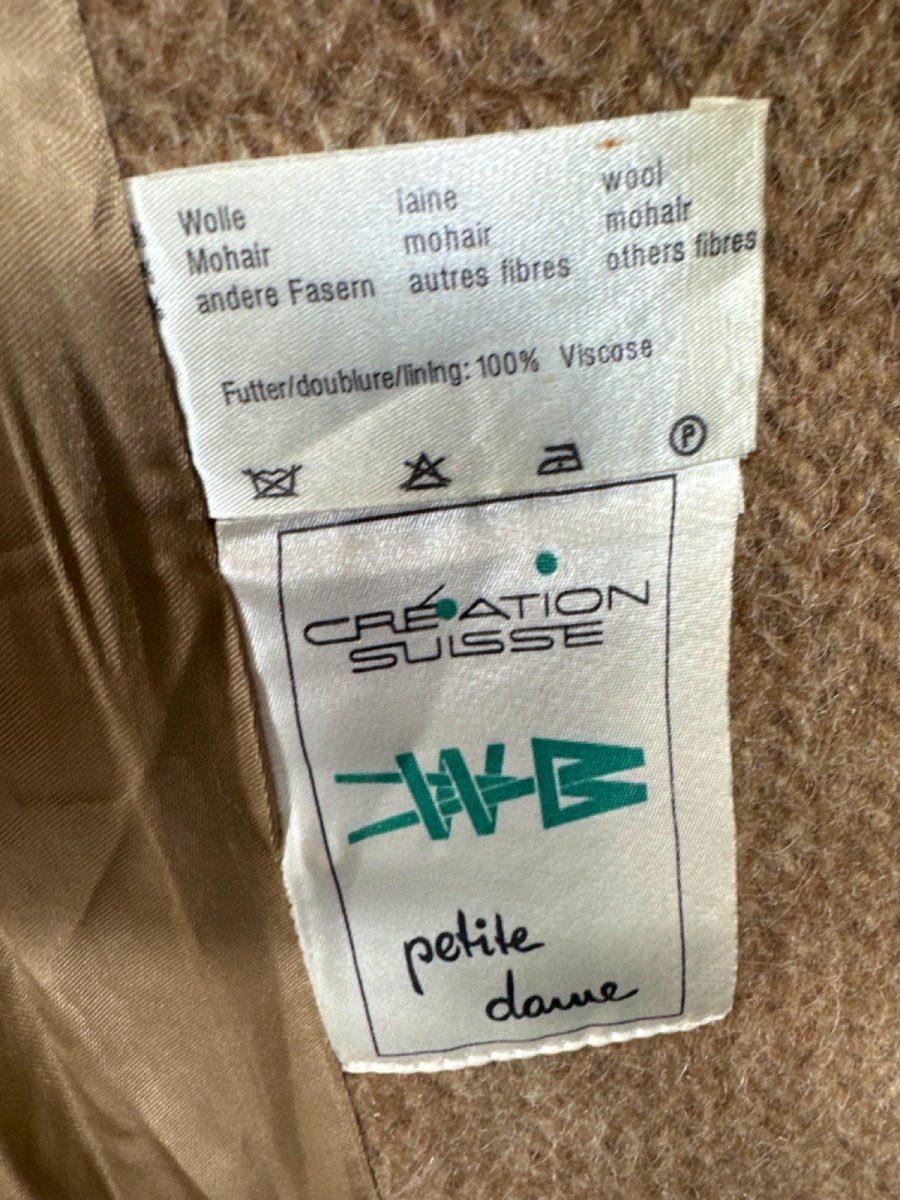 Wolle laine wool
Mohair mohair mohair
andere Fasern autres fibres others fibres
Futter/doublure/lining: 100% Viscose
P
CRÉATION
SUISSE
WB
petite
dame